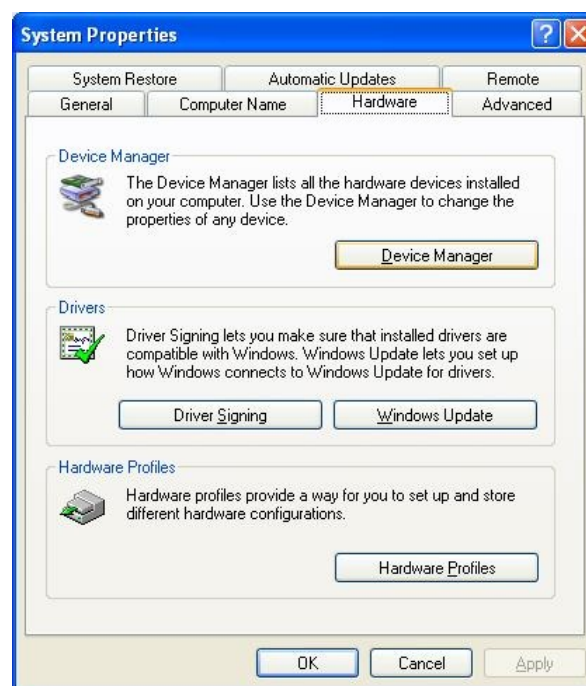 System Properties
System Restore Automatic Updates Remote
General Computer Name Hardware Advanced
Device Manager
The Device Manager lists all the hardware devices installed
on your computer. Use the Device Manager to change the
properties of any device.
Device Manager
Drivers
Driver Signing lets you make sure that installed drivers are
compatible with Windows. Windows Update lets you set up
how Windows connects to Windows Update for drivers.
Driver Signing Windows Update
Hardware Profiles
Hardware profiles provide a way for you to set up and store
different hardware configurations.
Hardware Profiles
OK Cancel Apply